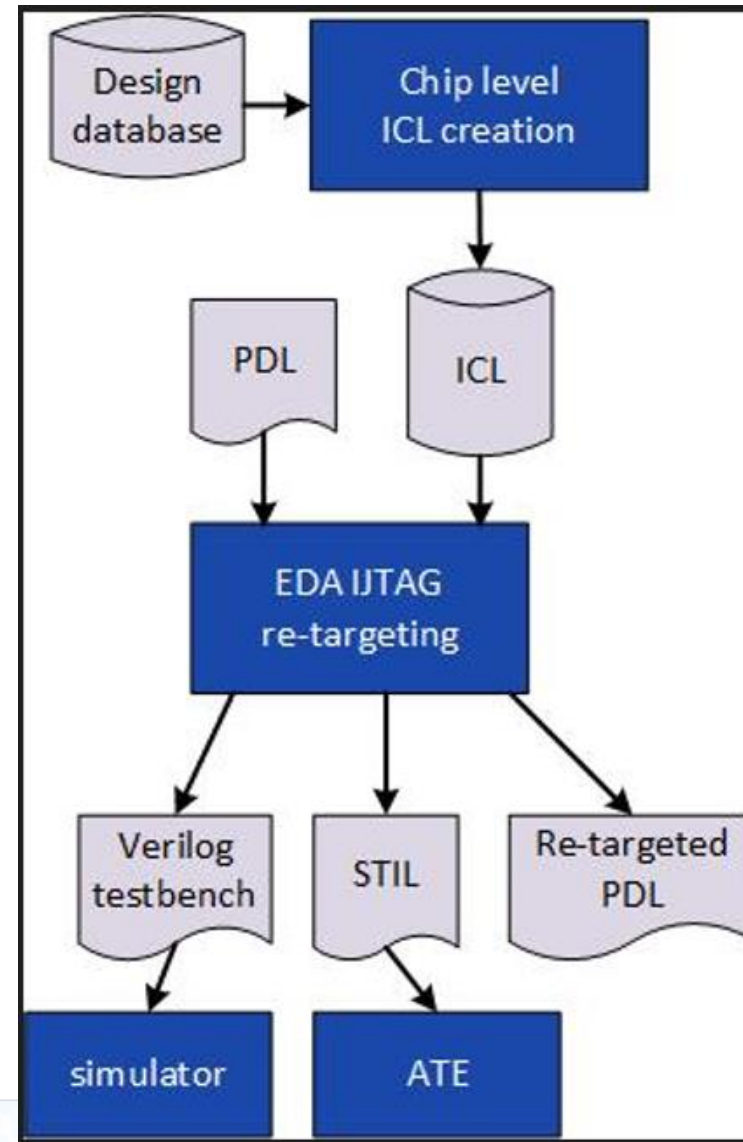 Design
database
Chip level
ICL creation
PDL
ICL
EDA IJTAG
re-targeting
Verilog
testbench
STIL
Re-targeted
PDL
simulator
ATE